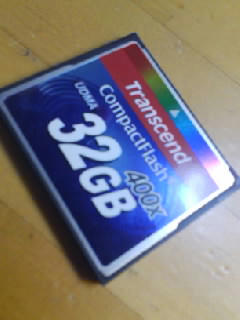 Transcend
CompactFlash
400x
UDMA
32GB